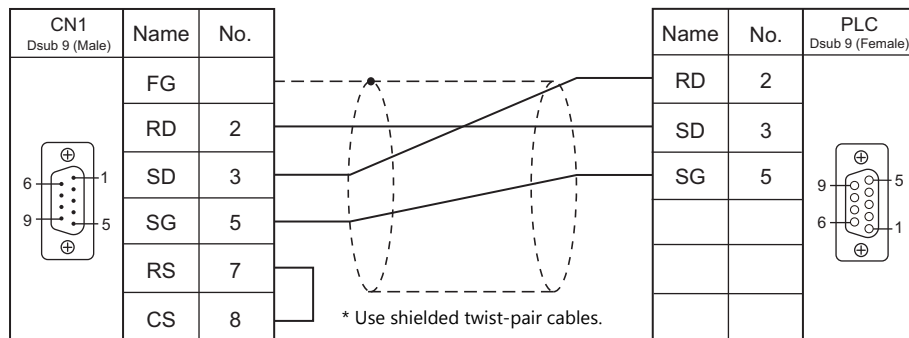 CN1
Dsub 9 (Male)
Name No.
FG
RD 2
SD 3
SG 5
RS 7
CS 8
6 1
9 5
* Use shielded twist-pair cables.
Name No.
PLC
Dsub 9 (Female)
RD 2
SD 3
SG 5
9 5
6 1